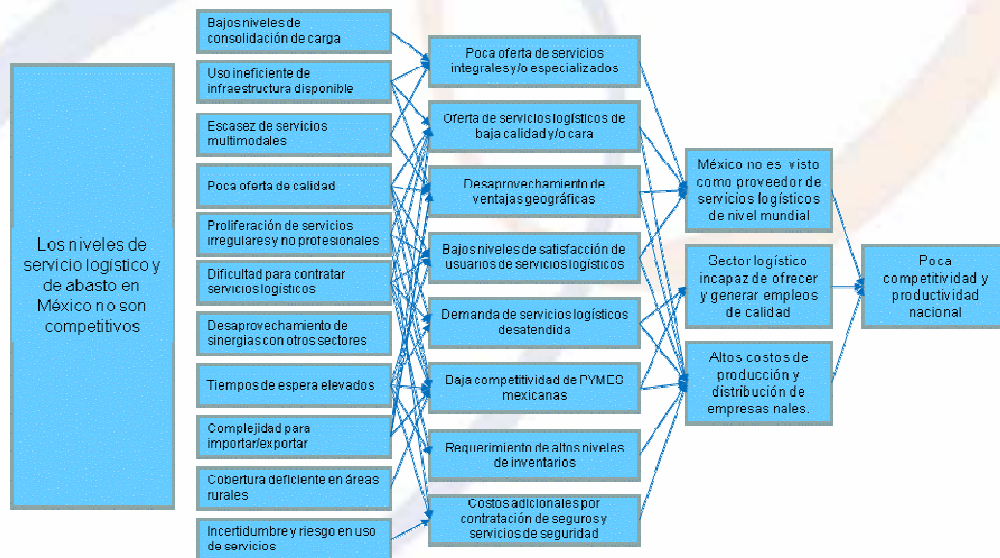 Los niveles de
servicio logístico y
de abasto en
México no son
competitivos
Bajos niveles de
consolidación de carga
Uso ineficiente de
infraestructura disponible
Escasez de servicios
multimodales
Poca oferta de calidad
Proliferación de servicios
irregulares y no profesionales
Dificultad para contratar
servicios logísticos
Desaprovechamiento de
sinergias con otros sectores
Tiempos de espera elevados
Complejidad para
importar/exportar
Cobertura deficiente en áreas
rurales
Incertidumbre y riesgo en uso
de servicios
Poca oferta de servicios
integrales y/o especializados
Oferta de servicios logísticos de
baja calidad y/o cara
Desaprovechamiento de
ventajas geográficas
Bajos niveles de satisfacción de
usuarios de servicios logísticos
Demanda de servicios logísticos
desatendida
Baja competitividad de PYMES
mexicanas
Requerimiento de altos niveles
de inventarios
Costos adicionales por
contratación de seguros y
servicios de seguridad
México no es visto
como proveedor de
servicios logísticos
de nivel mundial
Sector logístico
incapaz de ofrecer
y generar empleos
de calidad
Altos costos de
producción y
distribución de
empresas nales.
Poca
competitividad y
productividad
nacional